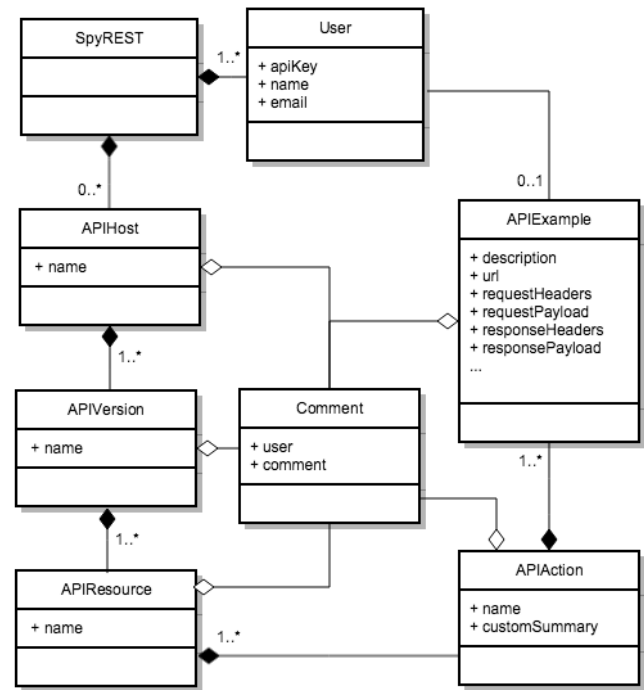 SpyREST
1..*
User
+ apiKey
+ name
+ email
0..*
0..1
APIHost
+ name
APIExample
+ description
+ url
+ requestHeaders
+ requestPayload
+ responseHeaders
+ responsePayload
...
1..*
APIVersion
+ name
Comment
+ user
+ comment
1..*
1..*
APIResource
+ name
APIAction
+ name
+ customSummary
1..*